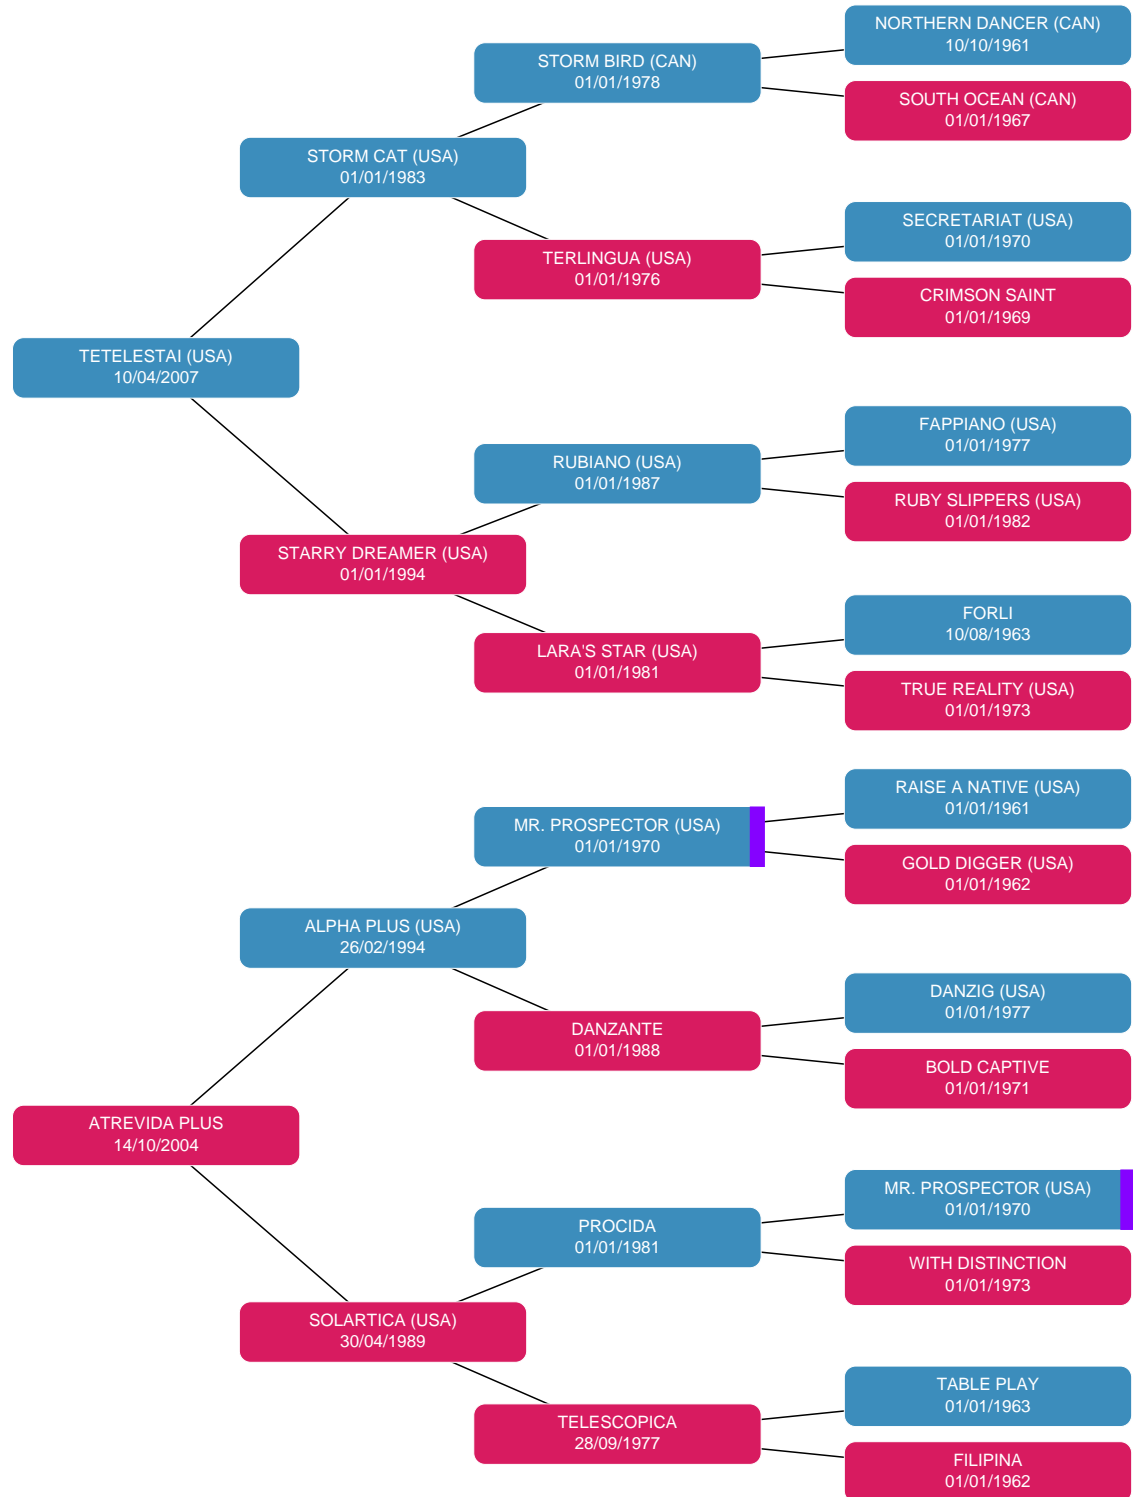 NORTHERN DANCER (CAN)
10/10/1961
STORM BIRD (CAN)
01/01/1978
SOUTH OCEAN (CAN)
01/01/1967
STORM CAT (USA)
01/01/1983
SECRETARIAT (USA)
01/01/1970
TERLINGUA (USA)
01/01/1976
CRIMSON SAINT
01/01/1969
TETELESTAI (USA)
10/04/2007
FAPPIANO (USA)
01/01/1977
RUBIANO (USA)
01/01/1987
RUBY SLIPPERS (USA)
01/01/1982
STARRY DREAMER (USA)
01/01/1994
FORLI
10/08/1963
LARA'S STAR (USA)
01/01/1981
TRUE REALITY (USA)
01/01/1973
RAISE A NATIVE (USA)
01/01/1961
MR. PROSPECTOR (USA)
01/01/1970
GOLD DIGGER (USA)
01/01/1962
ALPHA PLUS (USA)
26/02/1994
DANZIG (USA)
01/01/1977
DANZANTE
01/01/1988
BOLD CAPTIVE
01/01/1971
ATREVIDA PLUS
14/10/2004
MR. PROSPECTOR (USA)
01/01/1970
PROCIDA
01/01/1981
WITH DISTINCTION
01/01/1973
SOLARTICA (USA)
30/04/1989
TABLE PLAY
01/01/1963
TELESCOPICA
28/09/1977
FILIPINA
01/01/1962